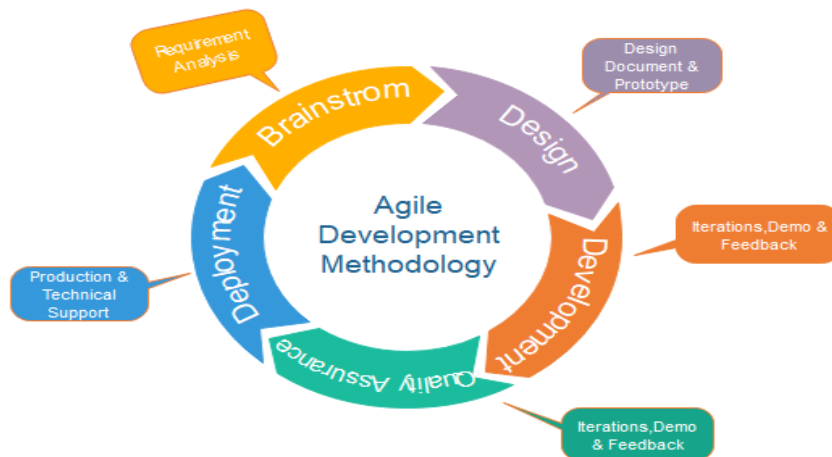 Requirement
Analysis
Brainstrom
Design
Document &
Prototype
Design
Iterations,Demo &
Feedback
Development
Agile
Development
Methodology
Deployment
Production &
Technical
Support
Quality Assurance
Iterations,Demo
& Feedback